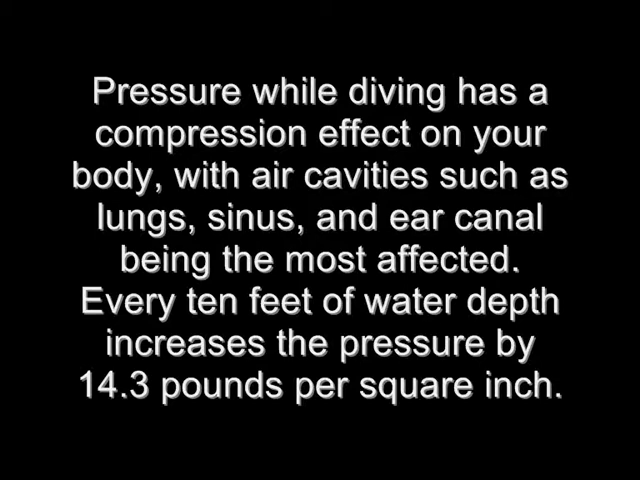 Pressure while diving has a
compression effect on your
body, with air cavities such as
lungs, sinus, and ear canal
being the most affected.
Every ten feet of water depth
increases the pressure by
14.3 pounds per square inch.